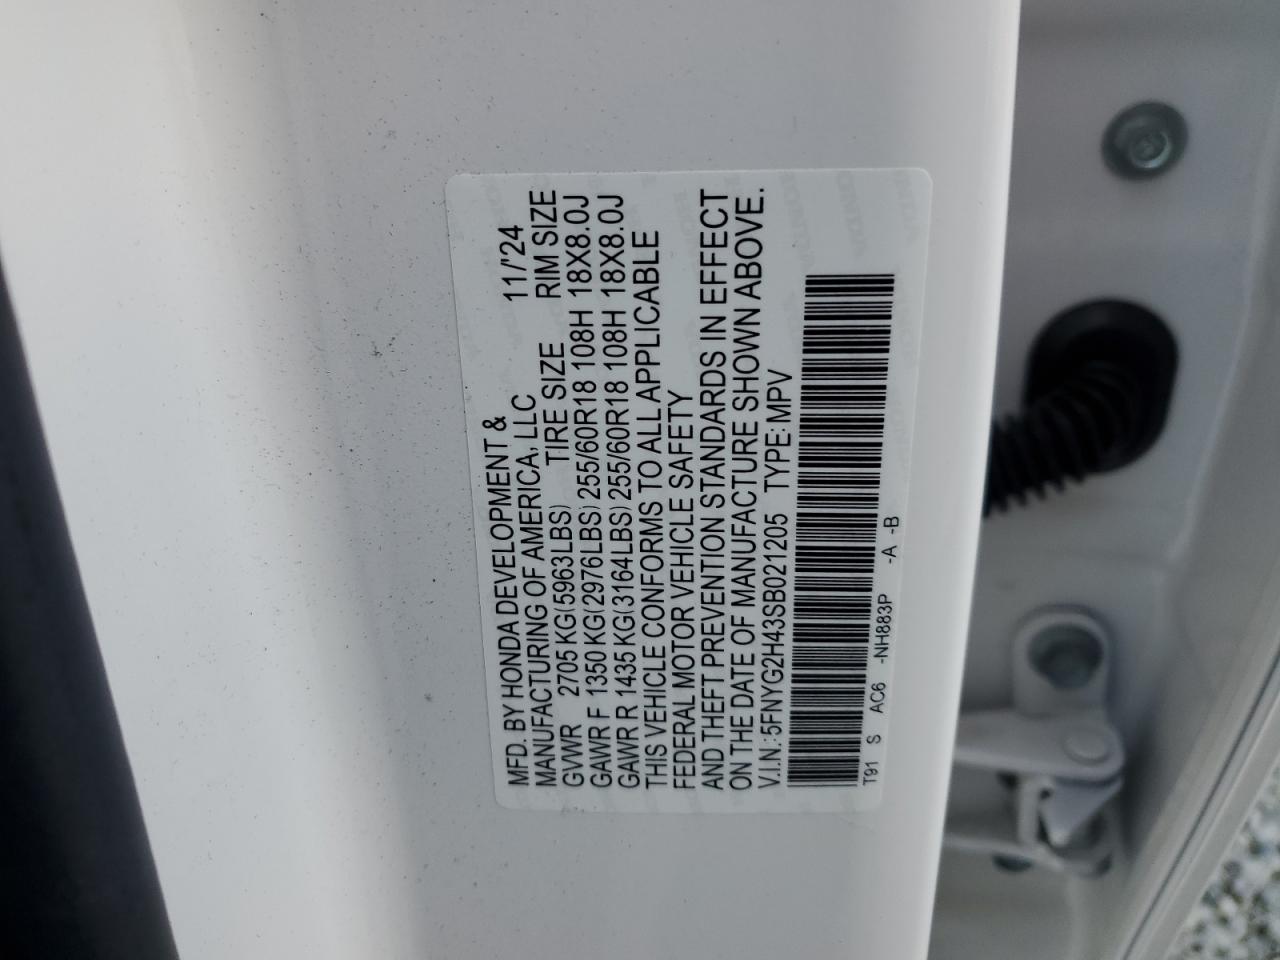 MFD. BY HONDA DEVELOPMENT &
MANUFACTURING OF AMERICA, LLC 11/'24
GVWR 2705 KG(5963LBS) TIRE SIZE RIM SIZE
GAWR F 1350 KG(2976LBS) 255/60R18 108H 18X8.0J
GAWR R 1435 KG(3164LBS) 255/60R18 108H 18X8.0J
THIS VEHICLE CONFORMS TO ALL APPLICABLE
FEDERAL MOTOR VEHICLE SAFETY
AND THEFT PREVENTION STANDARDS IN EFFECT
ON THE DATE OF MANUFACTURE SHOWN ABOVE.
V.I.N.: 5FNYG2H43SB021205 TYPE: MPV
T91 S AC6 -NH883P -A -B